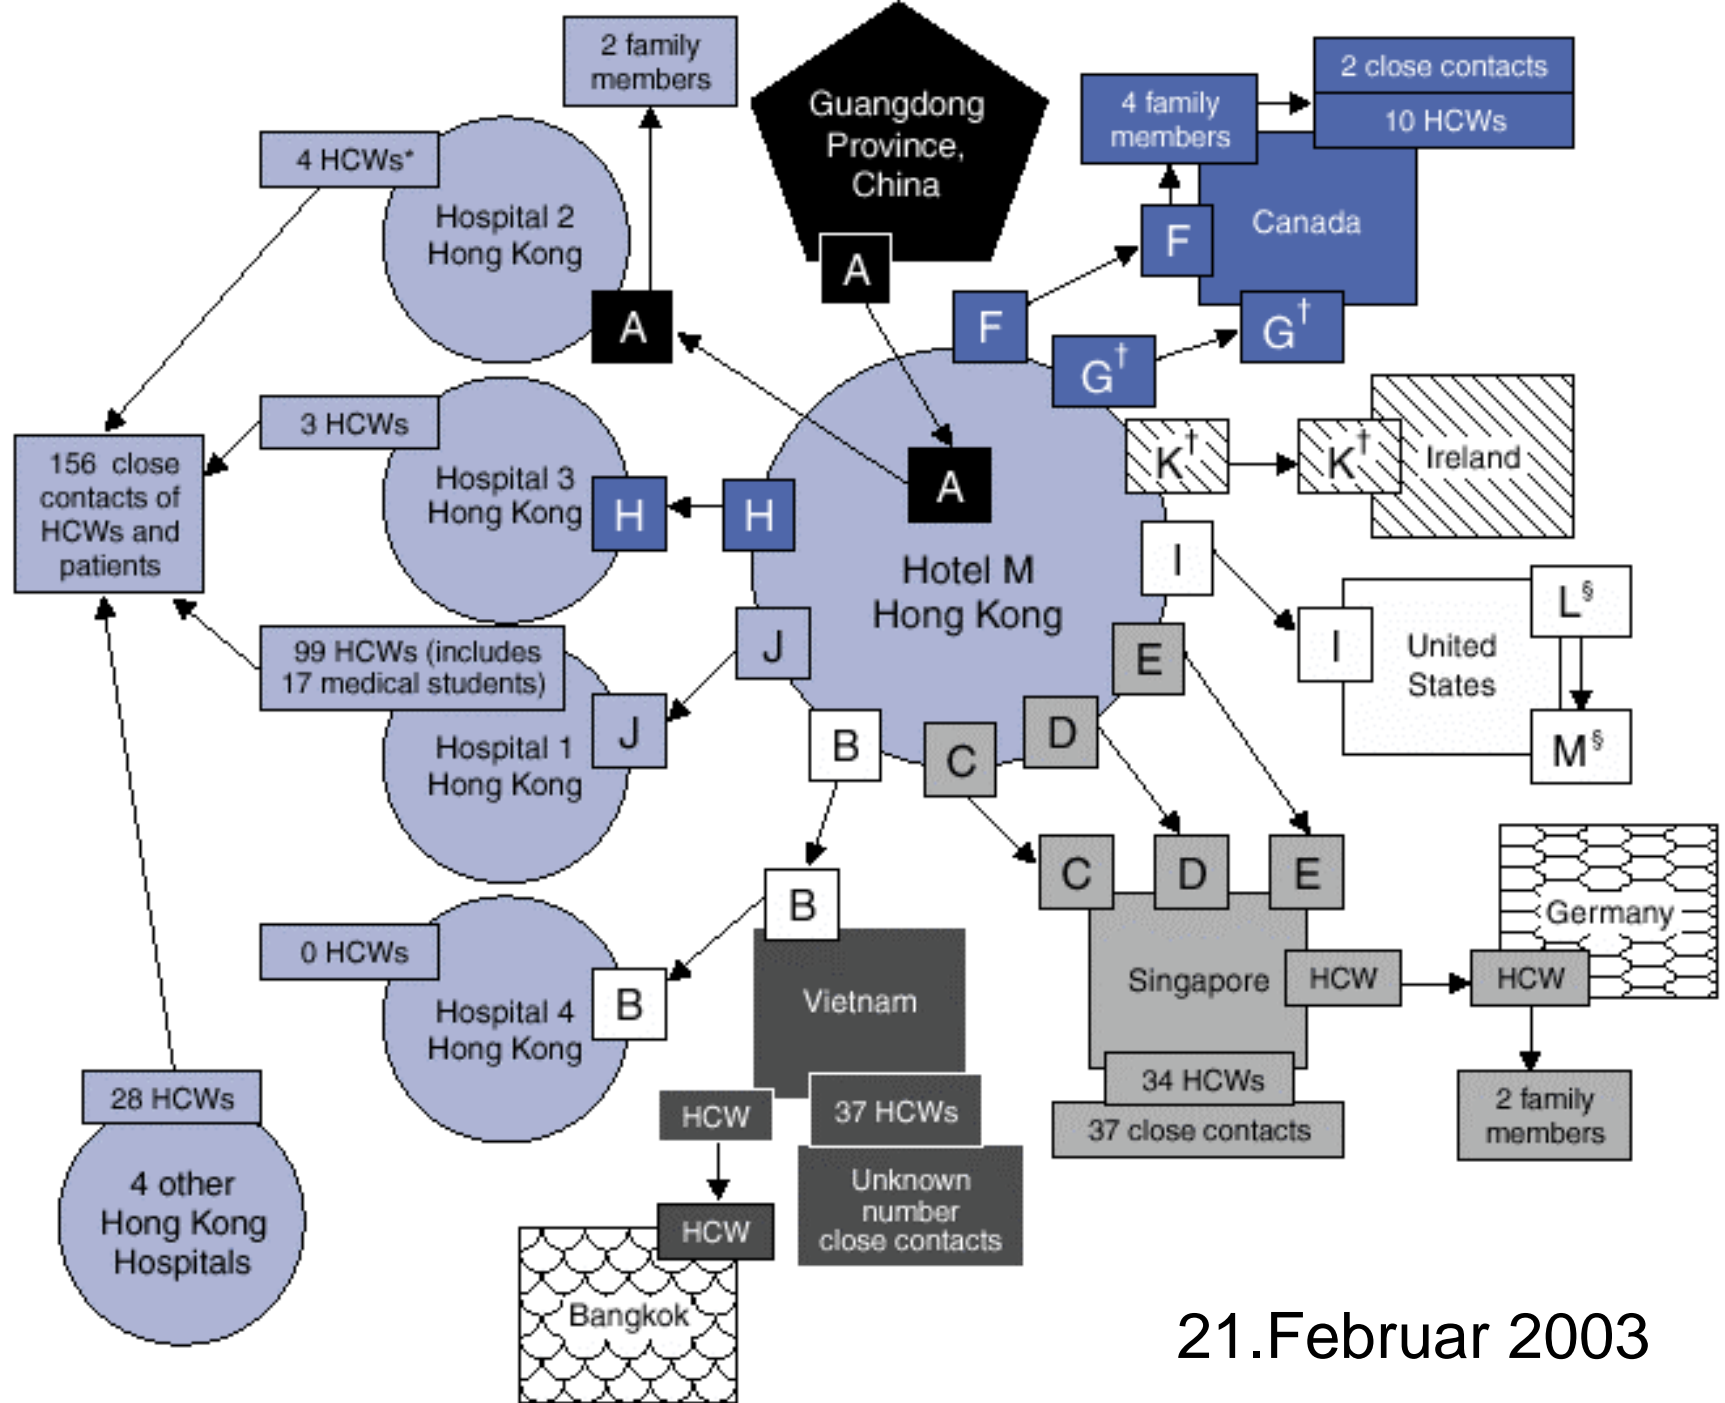 2 family
members
Guangdong
Province,
China
A
2 close contacts
10 HCWs
4 family
members
4 HCWs*
Hospital 2
Hong Kong
A
F
Canada
F
G†
G†
156 close
contacts of
HCWs and
patients
3 HCWs
Hospital 3
Hong Kong
H
H
A
Hotel M
Hong Kong
K†
K†
Ireland
I
I
United
States
L§
M§
99 HCWs (includes
17 medical students)
Hospital 1
Hong Kong
J
J
B
C
D
E
B
C
D
E
0 HCWs
Hospital 4
Hong Kong
B
Vietnam
HCW
37 HCWs
Unknown
number
close contacts
HCW
Bangkok
Singapore
HCW
34 HCWs
37 close contacts
Germany
HCW
2 family
members
28 HCWs
4 other
Hong Kong
Hospitals
21.Februar 2003